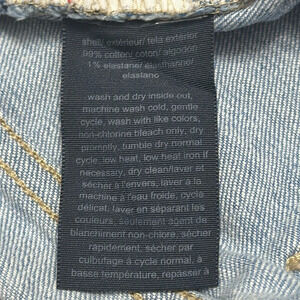 shell/ extérieur/ tela exterior
99% cotton/ coton/ algodón
1% elastane/ élasthanne/
elastano
wash and dry inside out,
machine wash cold, gentle
cycle, wash with like colors,
non-chlorine bleach only, dry
promptly, tumble dry normal
cycle, low heat, low heat iron if
necessary, dry clean/laver et
sécher à l'envers, laver à la
machine à l'eau froide, cycle
délicat, laver en séparant les
couleurs, seulement agent de
blanchiment non-chlore, sécher
rapidement, sécher par
culbutage à cycle normal, à
basse température, repasser à